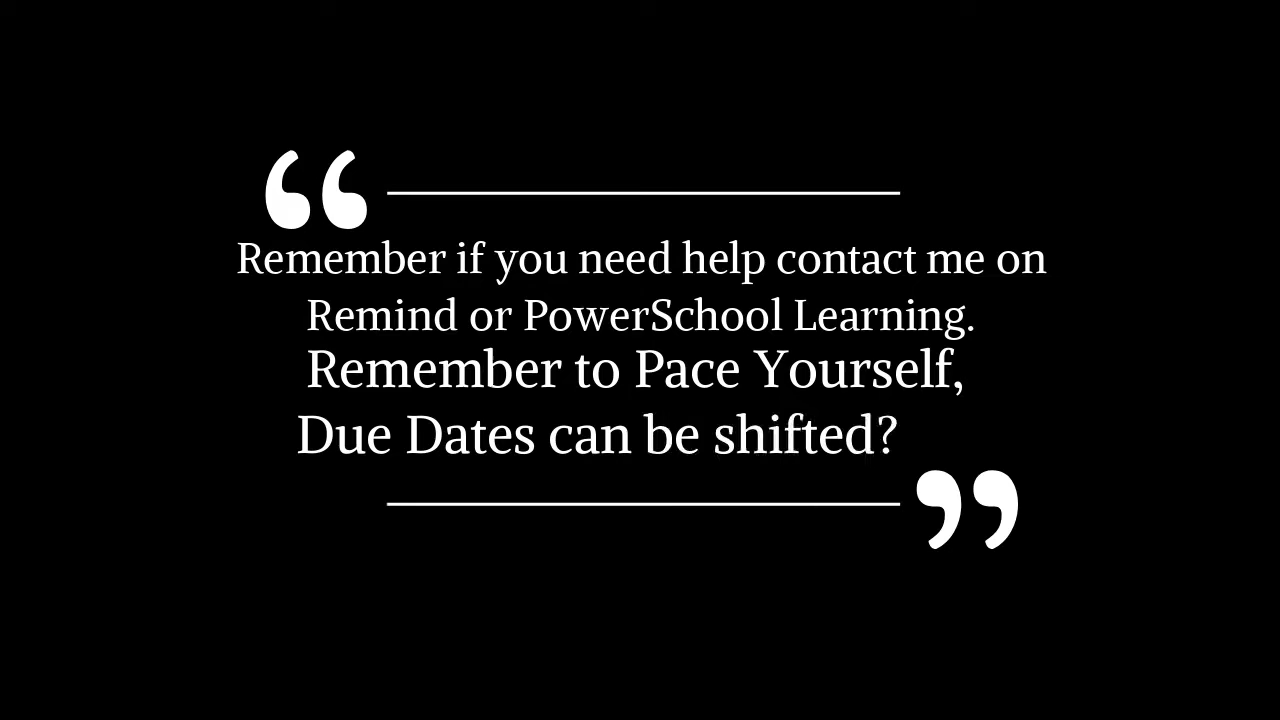 “
Remember if you need help contact me on
Remind or PowerSchool Learning.
Remember to Pace Yourself,
Due Dates can be shifted?
”